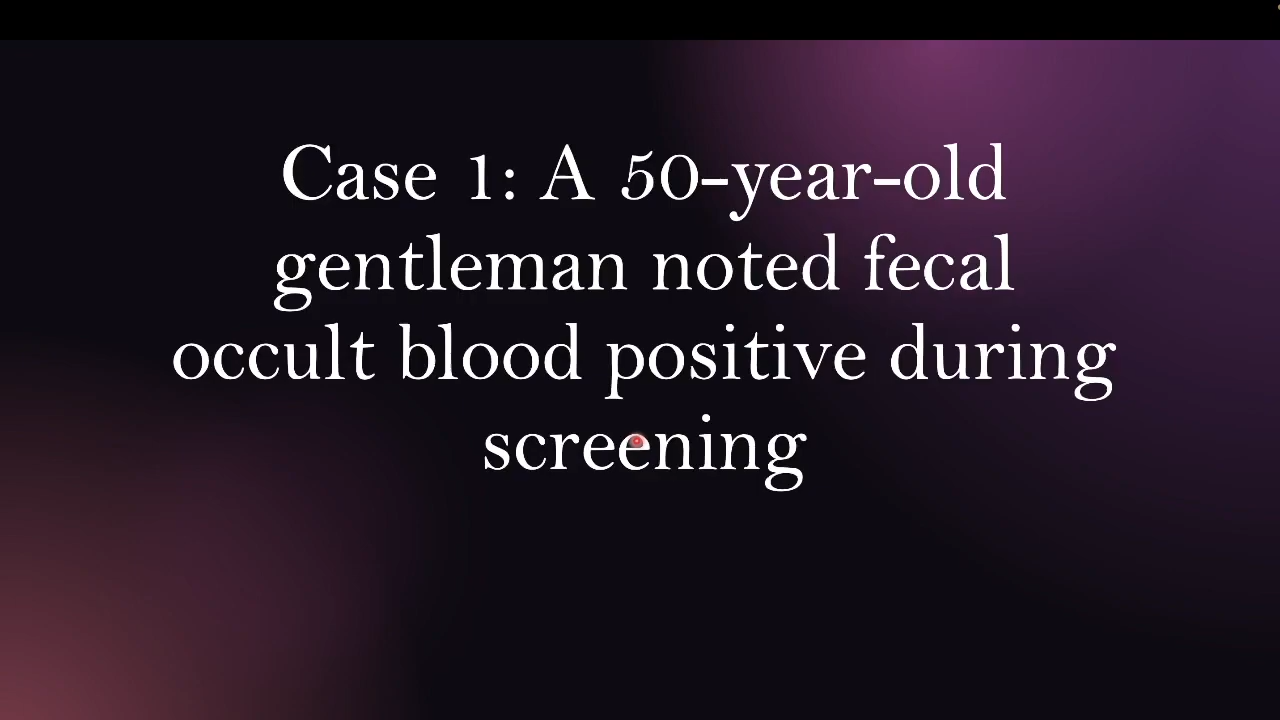 Case 1: A 50-year-old
gentleman noted fecal
occult blood positive during
screening